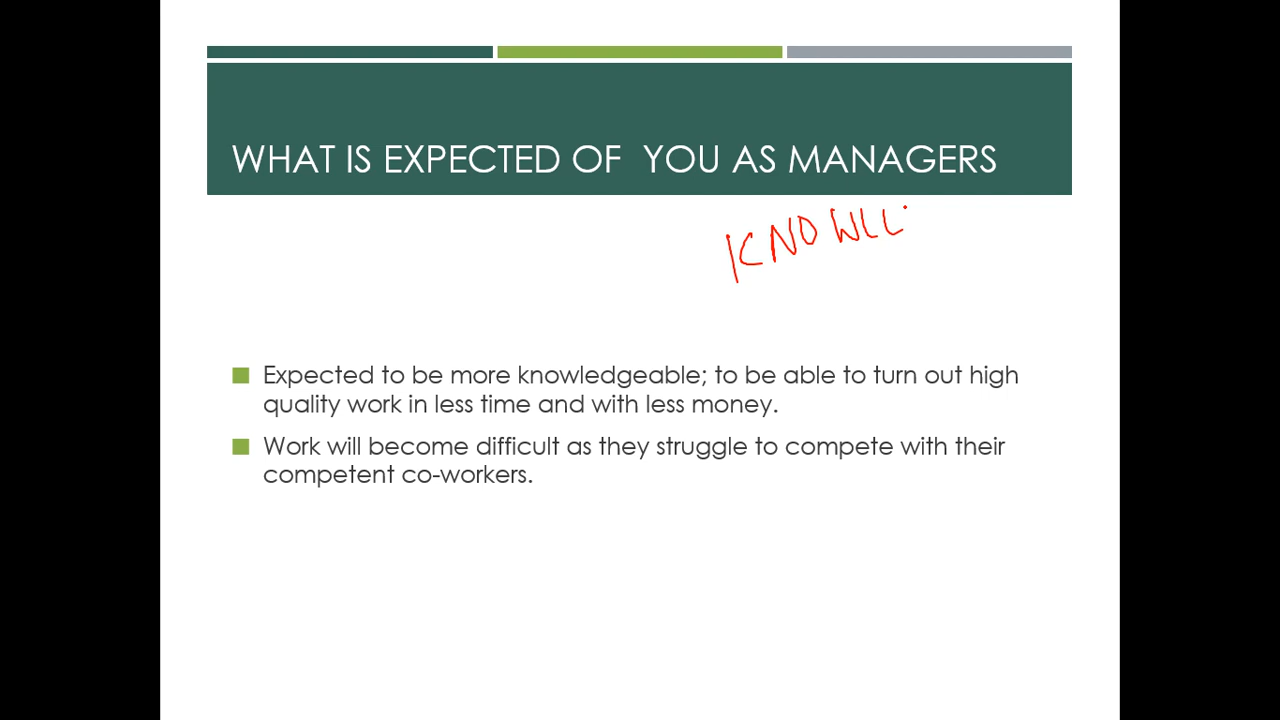 WHAT IS EXPECTED OF YOU AS MANAGERS
KNOWLL
■ Expected to be more knowledgeable; to be able to turn out high
quality work in less time and with less money.
■ Work will become difficult as they struggle to compete with their
competent co-workers.